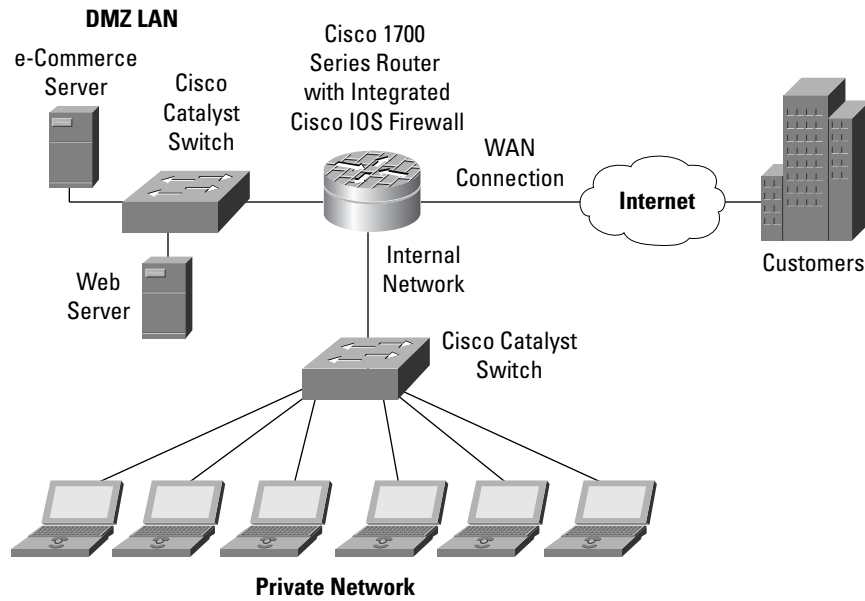 DMZ LAN
e-Commerce
Server
Cisco
Catalyst
Switch
Cisco 1700
Series Router
with Integrated
Cisco IOS Firewall
WAN
Connection
Internet
Customers
Web
Server
Internal
Network
Cisco Catalyst
Switch
Private Network